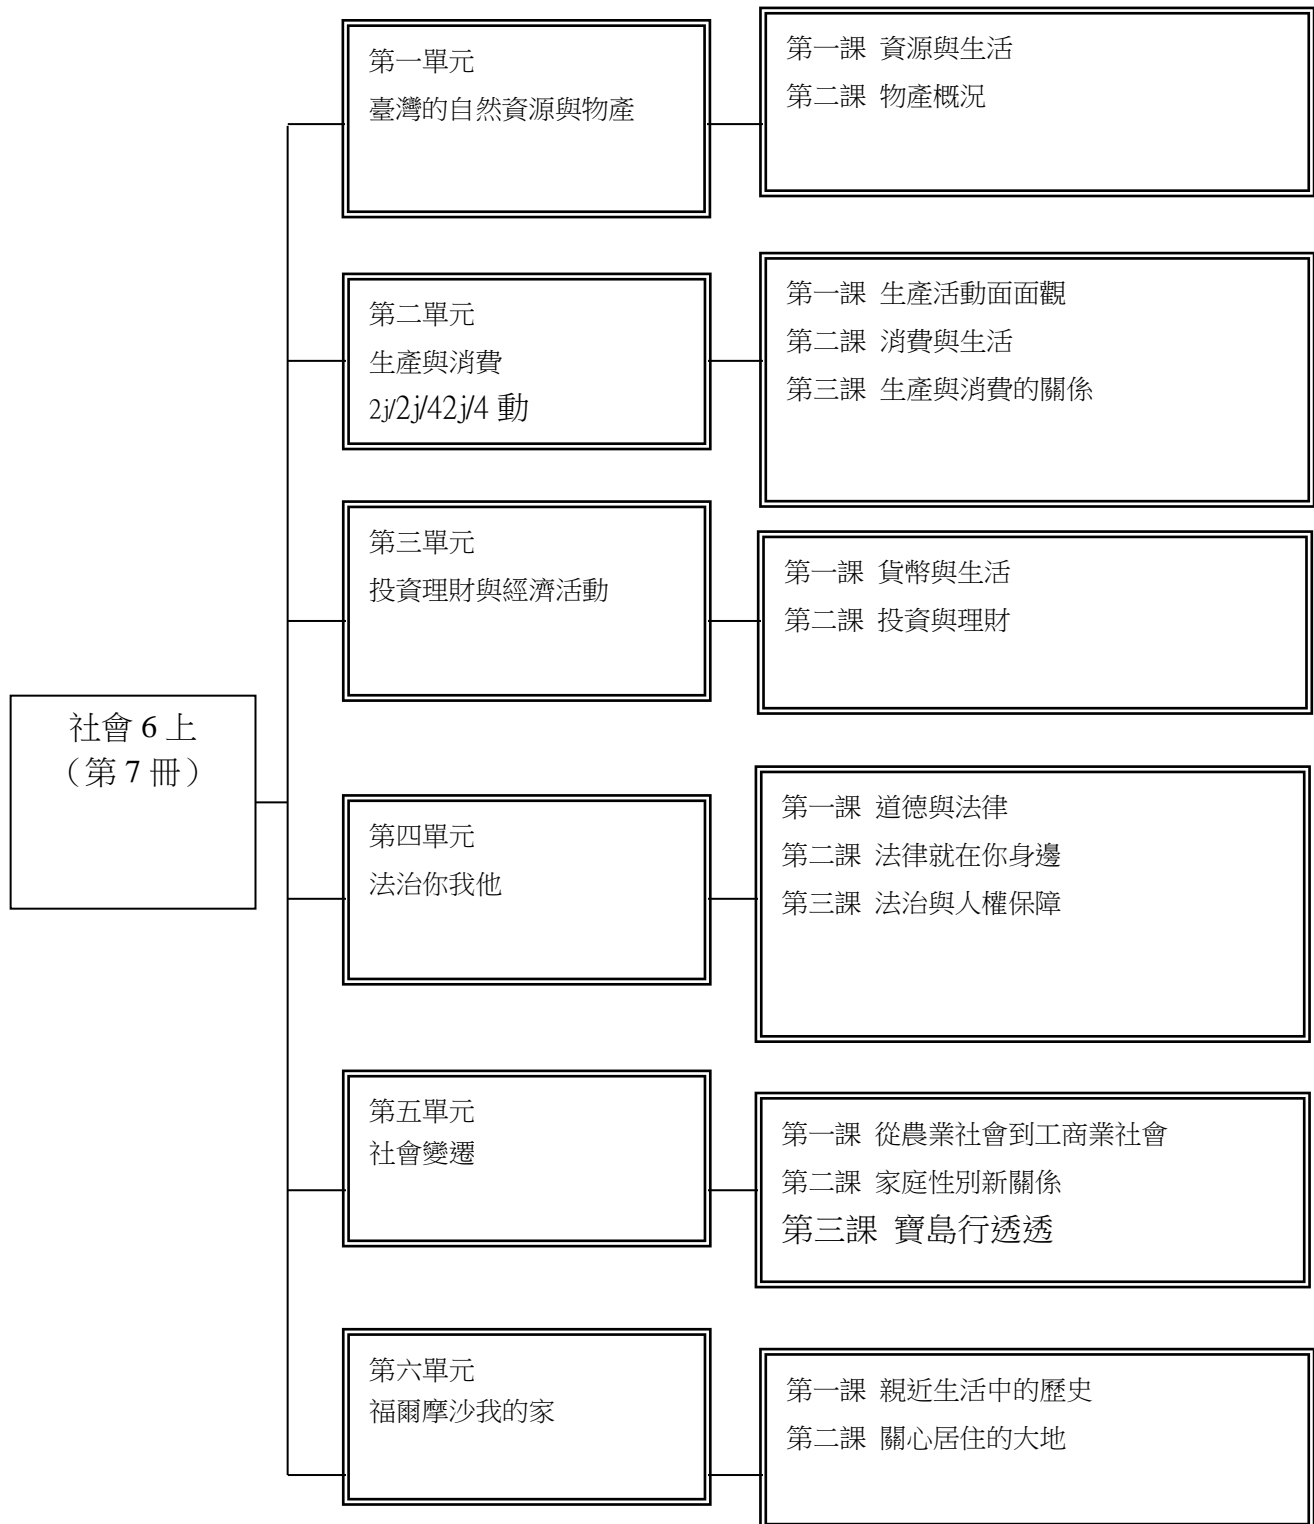 社會 6 上
（第 7 冊）
第一單元
臺灣的自然資源與物產
第一課 資源與生活
第二課 物產概況
第二單元
生產與消費
2j/2j/42j/4 動
第一課 生產活動面面觀
第二課 消費與生活
第三課 生產與消費的關係
第三單元
投資理財與經濟活動
第一課 貨幣與生活
第二課 投資與理財
第四單元
法治你我他
第一課 道德與法律
第二課 法律就在你身邊
第三課 法治與人權保障
第五單元
社會變遷
第一課 從農業社會到工商業社會
第二課 家庭性別新關係
第三課 寶島行透透
第六單元
福爾摩沙我的家
第一課 親近生活中的歷史
第二課 關心居住的大地